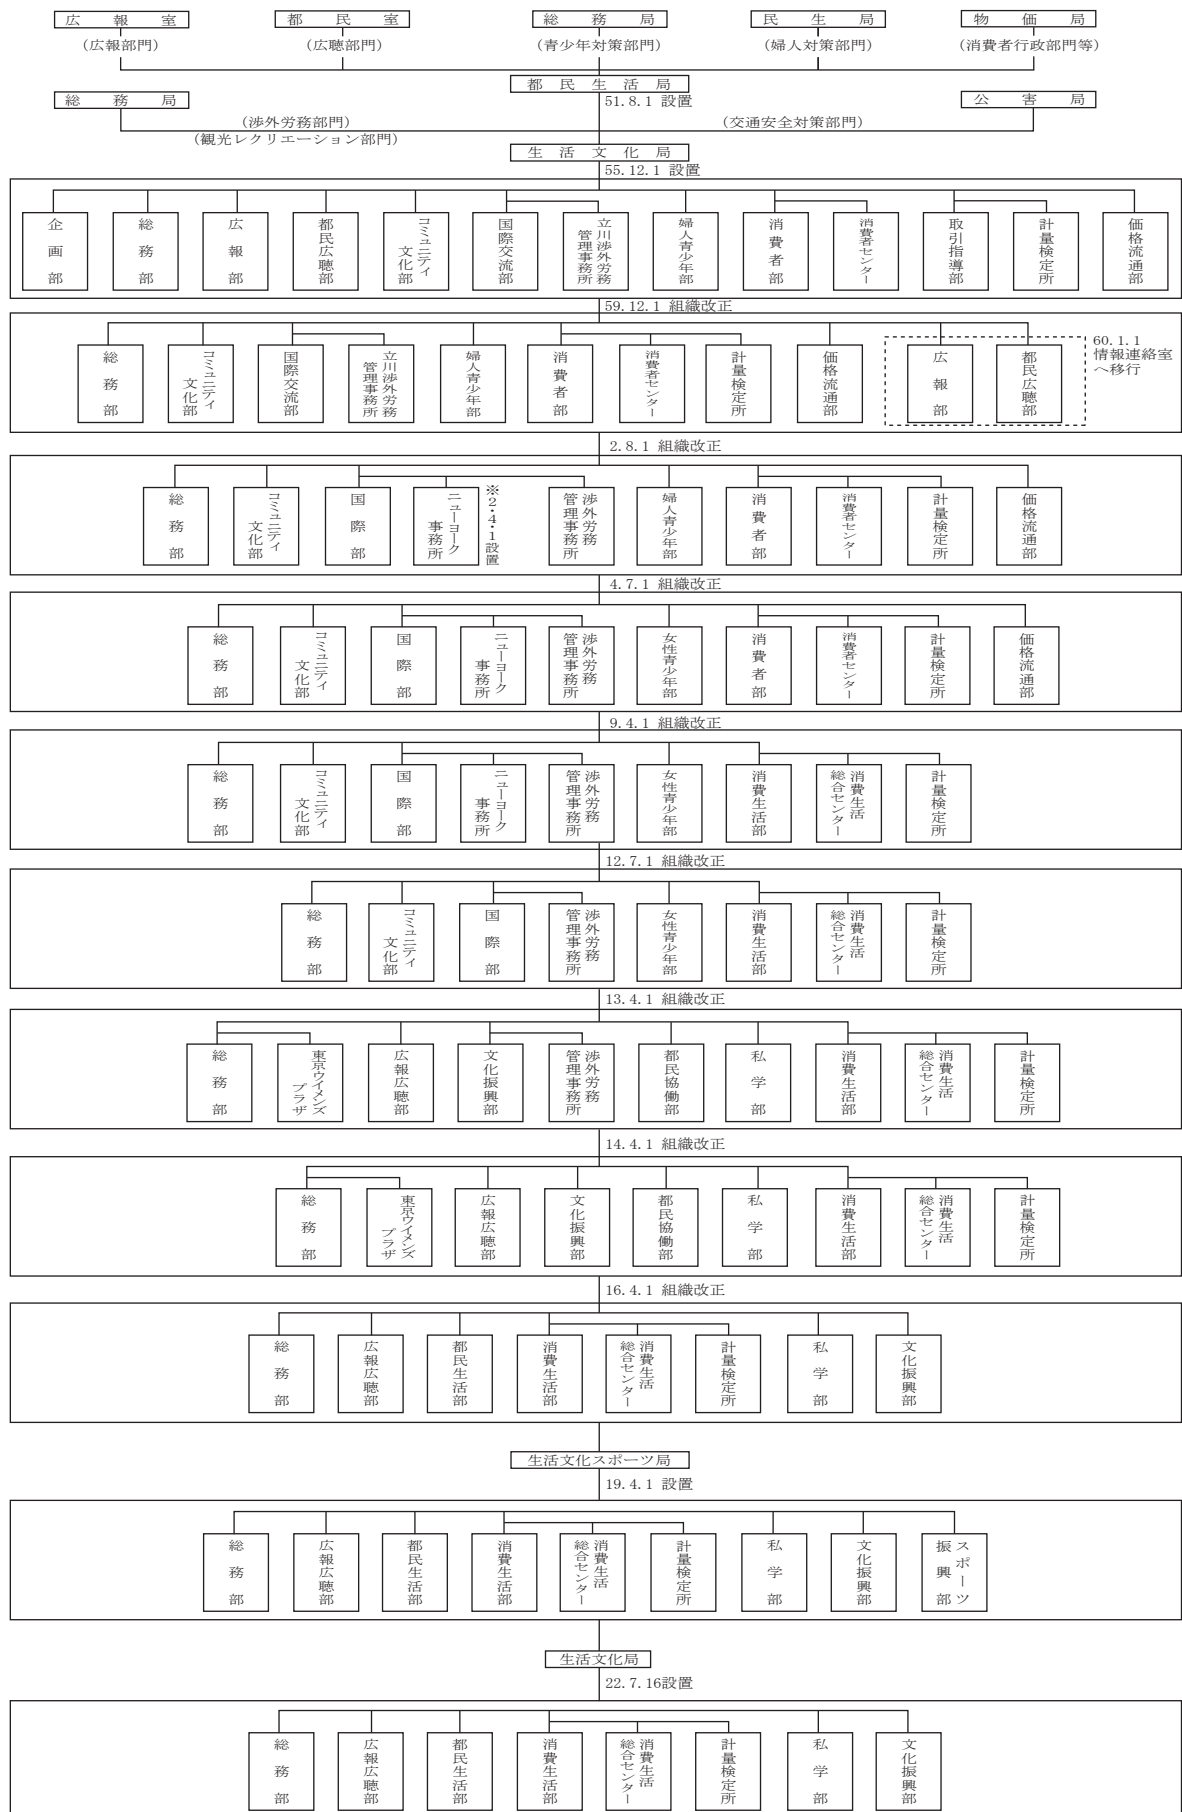 広報室
都民室
総務局
民生局
物価局
(広報部門)
(広聴部門)
(青少年対策部門)
(婦人対策部門)
(消費者行政部門等)
都民生活局
51.8.1 設置
総務局
公害局
(渉外労務部門)
(観光レクリエーション部門)
(交通安全対策部門)
生活文化局
55.12.1 設置
企画部
総務部
広報部
都民広聴部
コミュニティ
文化部
国際交流部
立川渉外労務
管理事務所
婦人青少年部
消費者部
消費者センター
取引指導部
計量検定所
価格流通部
59.12.1 組織改正
総務部
コミュニティ
文化部
国際交流部
立川渉外労務
管理事務所
婦人青少年部
消費者部
消費者センター
計量検定所
価格流通部
広報部
都民広聴部
60.1.1
情報連絡室
へ移行
2.8.1 組織改正
総務部
コミュニティ
文化部
国際部
ニューヨーク
事務所
※2・4・1設置
渉外労務
管理事務所
婦人青少年部
消費者部
消費者センター
計量検定所
価格流通部
4.7.1 組織改正
総務部
コミュニティ
文化部
国際部
ニューヨーク
事務所
渉外労務
管理事務所
女性青少年部
消費者部
消費者センター
計量検定所
価格流通部
9.4.1 組織改正
総務部
コミュニティ
文化部
国際部
ニューヨーク
事務所
渉外労務
管理事務所
女性青少年部
消費生活部
消費生活
総合センター
計量検定所
12.7.1 組織改正
総務部
コミュニティ
文化部
国際部
渉外労務
管理事務所
女性青少年部
消費生活部
消費生活
総合センター
計量検定所
13.4.1 組織改正
総務部
東京ウイメンズ
プラザ
広報広聴部
文化振興部
渉外労務
管理事務所
都民協働部
私学部
消費生活部
消費生活
総合センター
計量検定所
14.4.1 組織改正
総務部
東京ウイメンズ
プラザ
広報広聴部
文化振興部
都民協働部
私学部
消費生活部
消費生活
総合センター
計量検定所
16.4.1 組織改正
総務部
広報広聴部
都民生活部
消費生活部
消費生活
総合センター
計量検定所
私学部
文化振興部
生活文化スポーツ局
19.4.1 設置
総務部
広報広聴部
都民生活部
消費生活部
消費生活
総合センター
計量検定所
私学部
文化振興部
スポーツ
振興部
生活文化局
22.7.16設置
総務部
広報広聴部
都民生活部
消費生活部
消費生活
総合センター
計量検定所
私学部
文化振興部